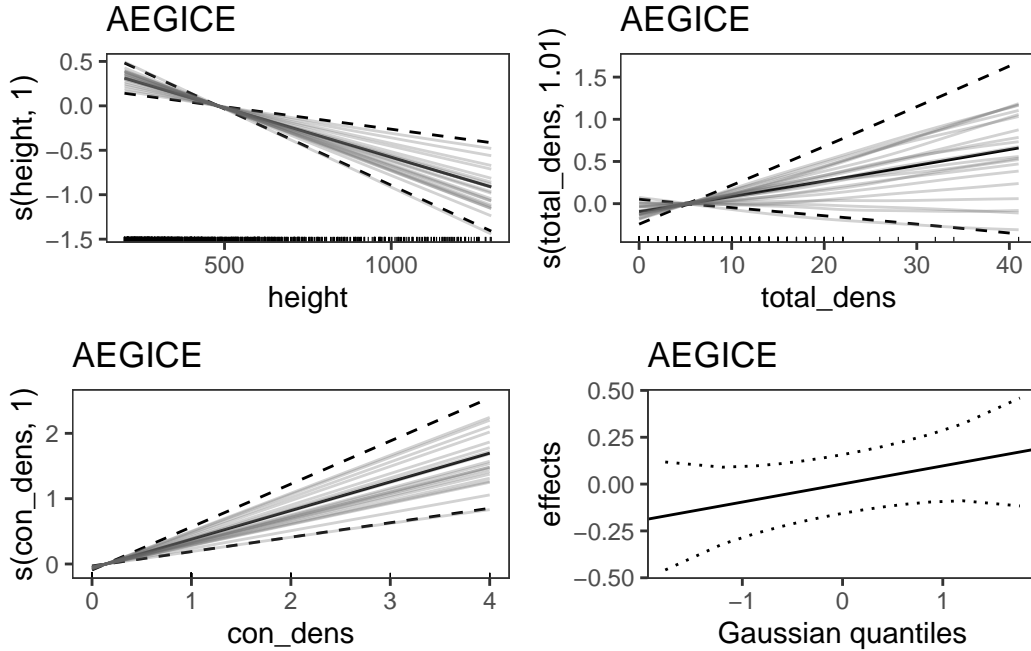 AEGICE
s(height, 1)
0.5
0.0
−0.5
−1.0
−1.5
500
1000
height
AEGICE
s(total_dens, 1.01)
1.5
1.0
0.5
0.0
0
10
20
30
40
total_dens
AEGICE
s(con_dens, 1)
2
1
0
0
1
2
3
4
con_dens
AEGICE
effects
0.50
0.25
0.00
−0.25
−0.50
−1
0
1
Gaussian quantiles